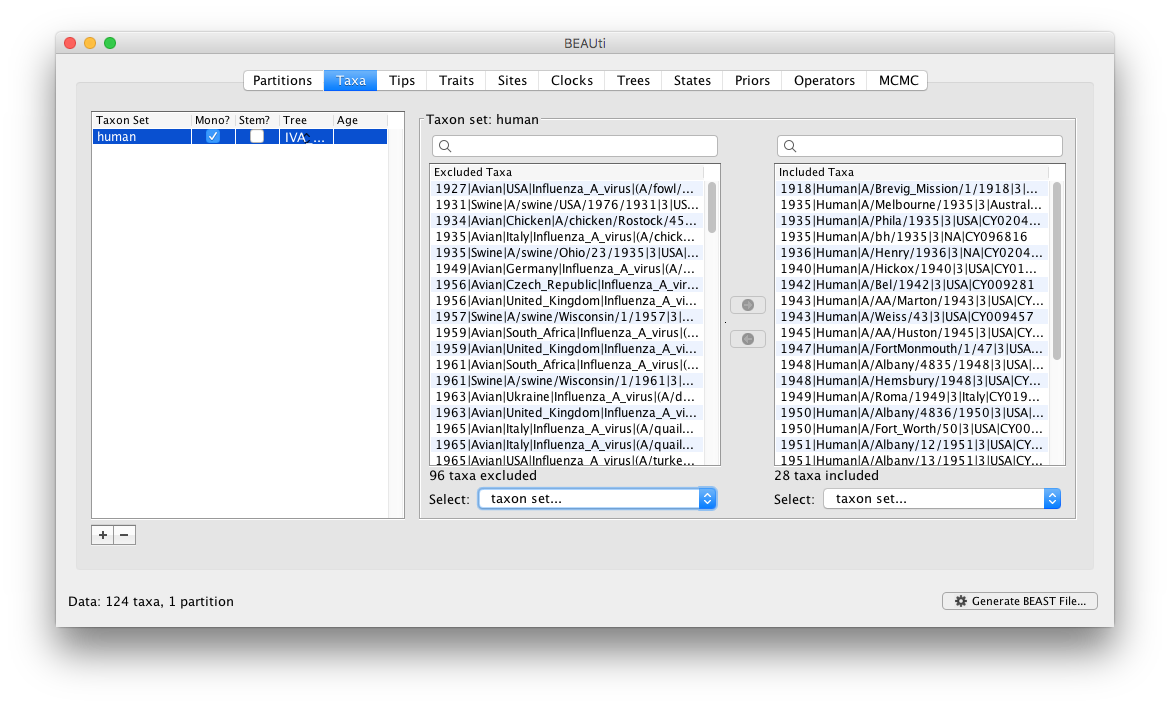 BEAUti
Partitions Taxa Tips Traits Sites Clocks Trees States Priors Operators MCMC
Taxon Set Mono? Stem? Tree Age
human IVA_...
Taxon set: human
Excluded Taxa
1927|Avian|USA|Influenza_A_virus|(A/fowl/...
1931|Swine|A/swine/USA/1976/1931|3|US...
1934|Avian|Chicken|A/chicken/Rostock/45...
1935|Avian|Italy|Influenza_A_virus|(A/chick...
1935|Swine|A/swine/Ohio/23/1935|3|USA|...
1949|Avian|Germany|Influenza_A_virus|(A/...
1956|Avian|Czech_Republic|Influenza_A_vir...
1956|Avian|United_Kingdom|Influenza_A_vi...
1957|Swine|A/swine/Wisconsin/1/1957|3|...
1959|Avian|South_Africa|Influenza_A_virus|(...
1959|Avian|United_Kingdom|Influenza_A_vi...
1961|Avian|South_Africa|Influenza_A_virus|(...
1961|Swine|A/swine/Wisconsin/1/1961|3|...
1963|Avian|Ukraine|Influenza_A_virus|(A/d...
1963|Avian|United_Kingdom|Influenza_A_vi...
1965|Avian|Italy|Influenza_A_virus|(A/quail...
1965|Avian|Italy|Influenza_A_virus|(A/quail...
1965|Avian|USA|Influenza_A_virus|(A/turke...
96 taxa excluded
Select: taxon set...
Included Taxa
1918|Human|A/Brevig_Mission/1/1918|3|...
1935|Human|A/Melbourne/1935|3|Austral...
1935|Human|A/Phila/1935|3|USA|CY0204...
1935|Human|A/bh/1935|3|NA|CY096816
1936|Human|A/Henry/1936|3|NA|CY0204...
1940|Human|A/Hickox/1940|3|USA|CY01...
1942|Human|A/Bel/1942|3|USA|CY009281
1943|Human|A/AA/Marton/1943|3|USA|CY...
1943|Human|A/Weiss/43|3|USA|CY009457
1945|Human|A/AA/Huston/1945|3|USA|CY...
1947|Human|A/FortMonmouth/1/47|3|USA...
1948|Human|A/Albany/4835/1948|3|USA|...
1948|Human|A/Hemsbury/1948|3|USA|CY...
1949|Human|A/Roma/1949|3|Italy|CY019...
1950|Human|A/Albany/4836/1950|3|USA|...
1950|Human|A/Fort_Worth/50|3|USA|CY00...
1951|Human|A/Albany/12/1951|3|USA|CY...
1951|Human|A/Albany/13/1951|3|USA|CY...
28 taxa included
Select: taxon set...
Data: 124 taxa, 1 partition
Generate BEAST File...